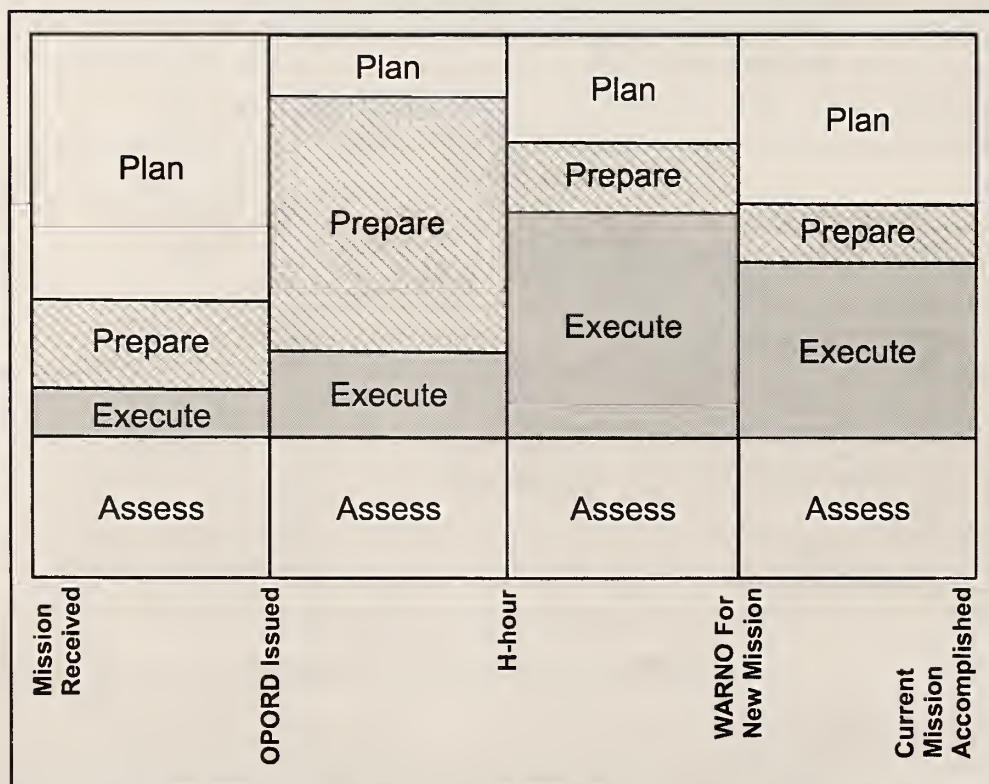 Plan
Prepare
Execute
Assess
Plan
Prepare
Execute
Assess
Plan
Prepare
Execute
Assess
Plan
Prepare
Execute
Assess
Mission
Received
OPORD Issued
H-hour
WARNO For
New Mission
Current
Mission
Accomplished